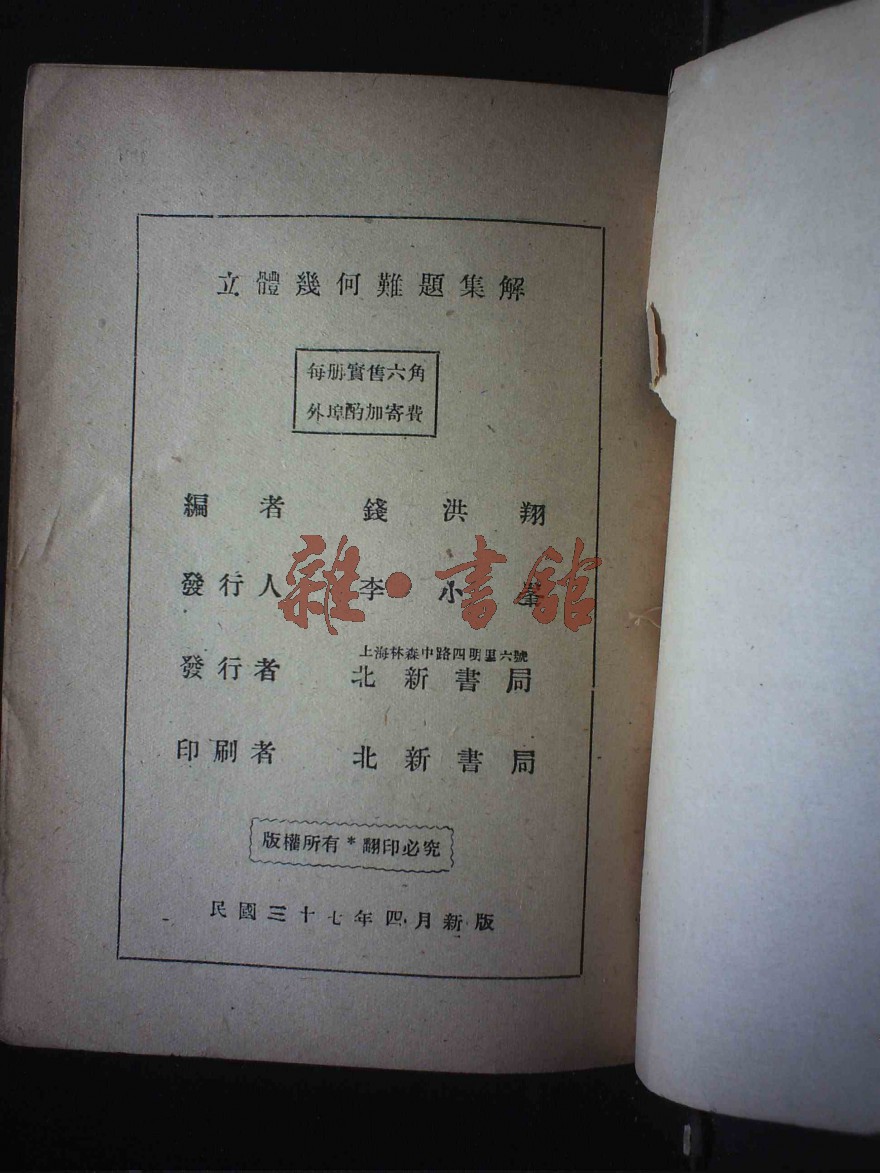 立體幾何難題集解
每册實售六角
外埠酌加寄費
編者 錢洪翔
發行人 李小峯
雜·書館
上海林森中路四明里六號
發行者 北新書局
印刷者 北新書局
版權所有*翻印必究
民國三十七年四月新版